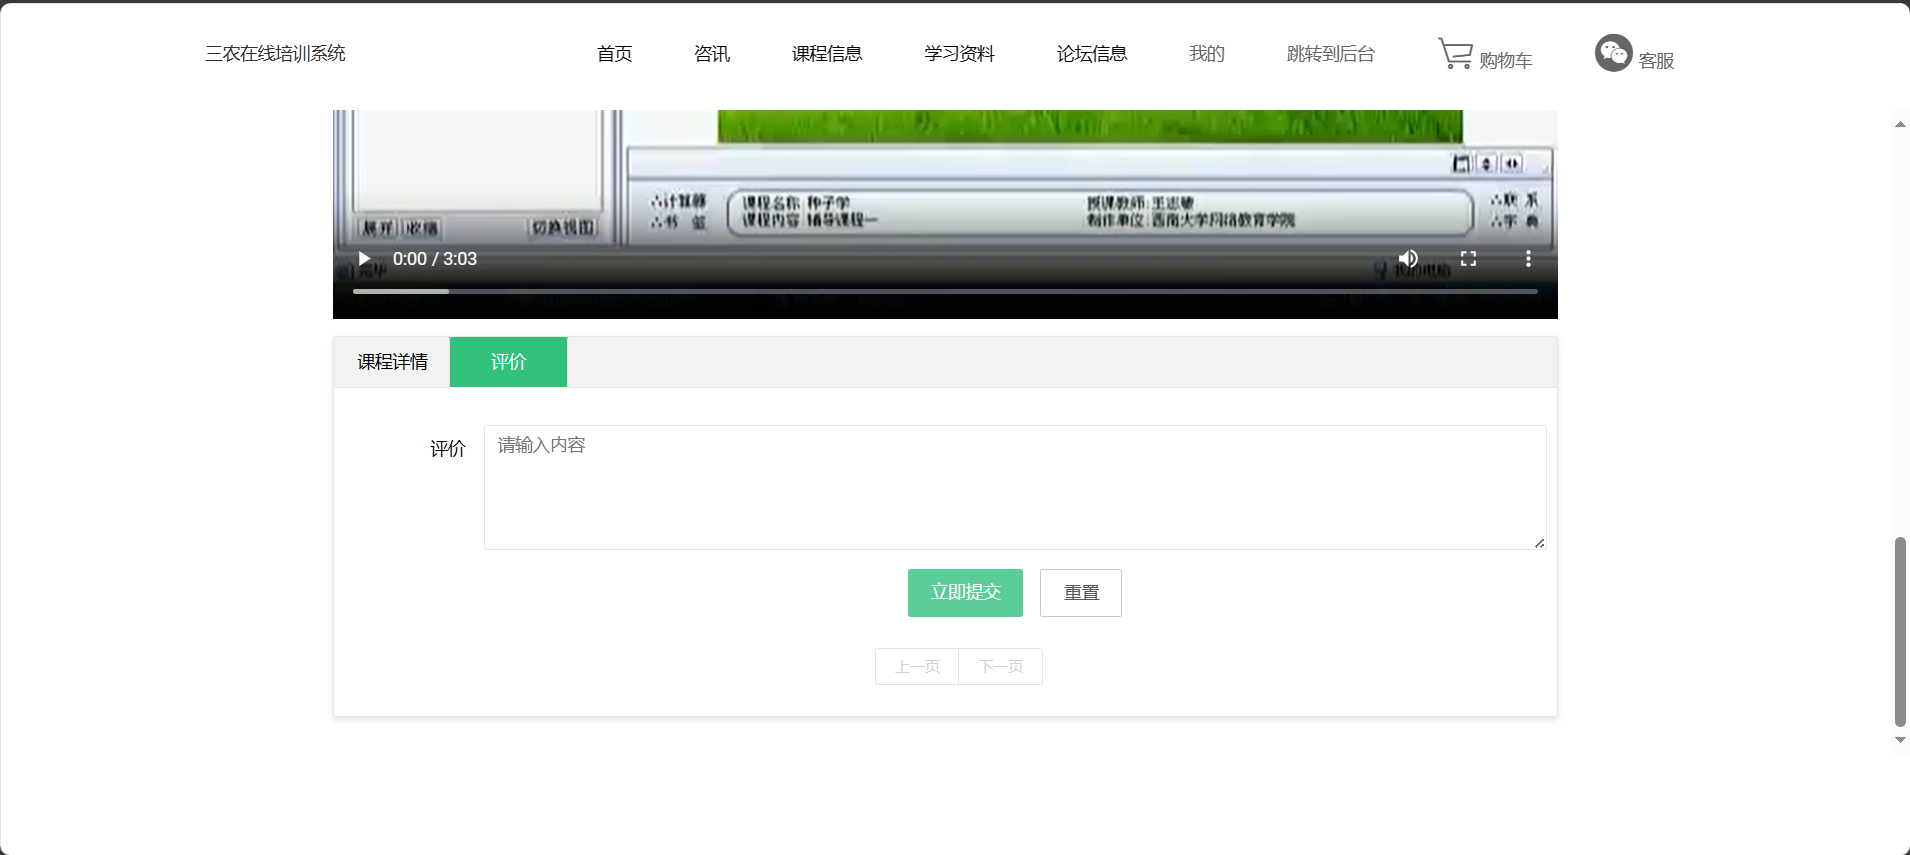 三农在线培训系统 首页 咨讯 课程信息 学习资料 论坛信息 我的 跳转到后台 购物车 客服
∴计算器 课程名称: 种子学 授课教师: 王志敏 ∴联 系
∴书 签 课程内容: 辅导课程一 制作单位: 西南大学网络教育学院 ∴字 典
展开 收缩 切换视图
0:00 / 3:03
我的电脑
课程详情 评价
评价 请输入内容
立即提交 重置
上一页 下一页